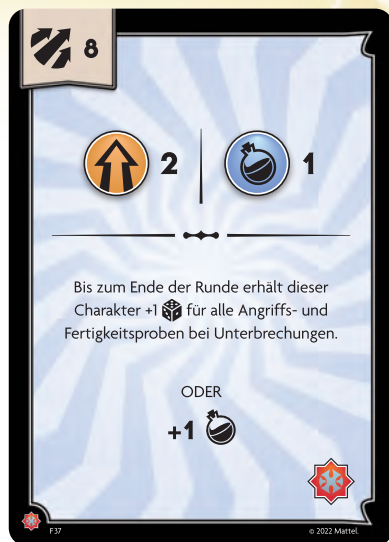 8
2 1
Bis zum Ende der Runde erhält dieser
Charakter +1 für alle Angriffs- und
Fertigkeitsproben bei Unterbrechungen.
ODER
+1
F37 © 2022 Mattel.